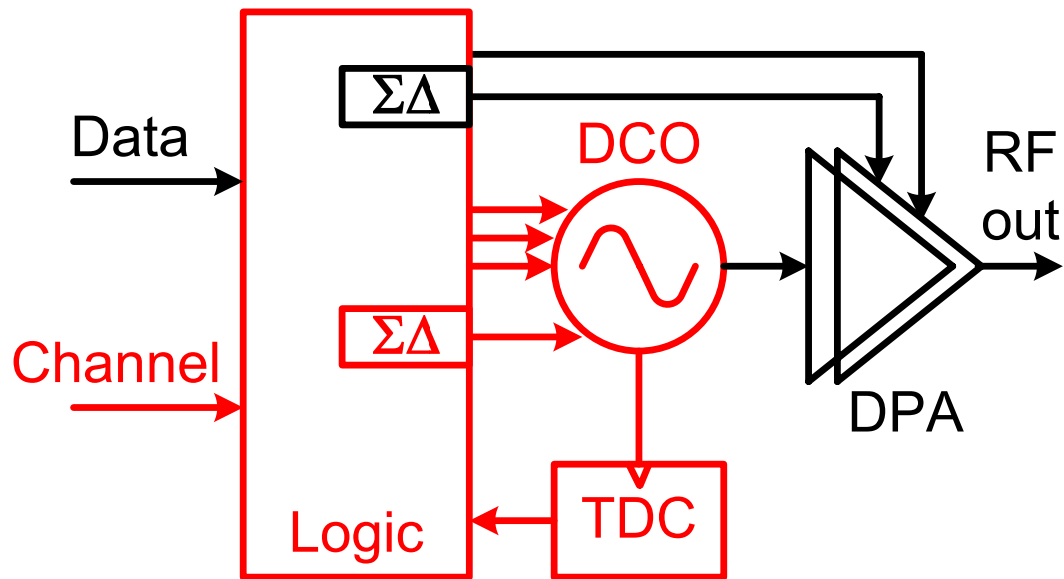 ΣΔ
Data
DCO
RF
out
ΣΔ
Channel
DPA
Logic
TDC